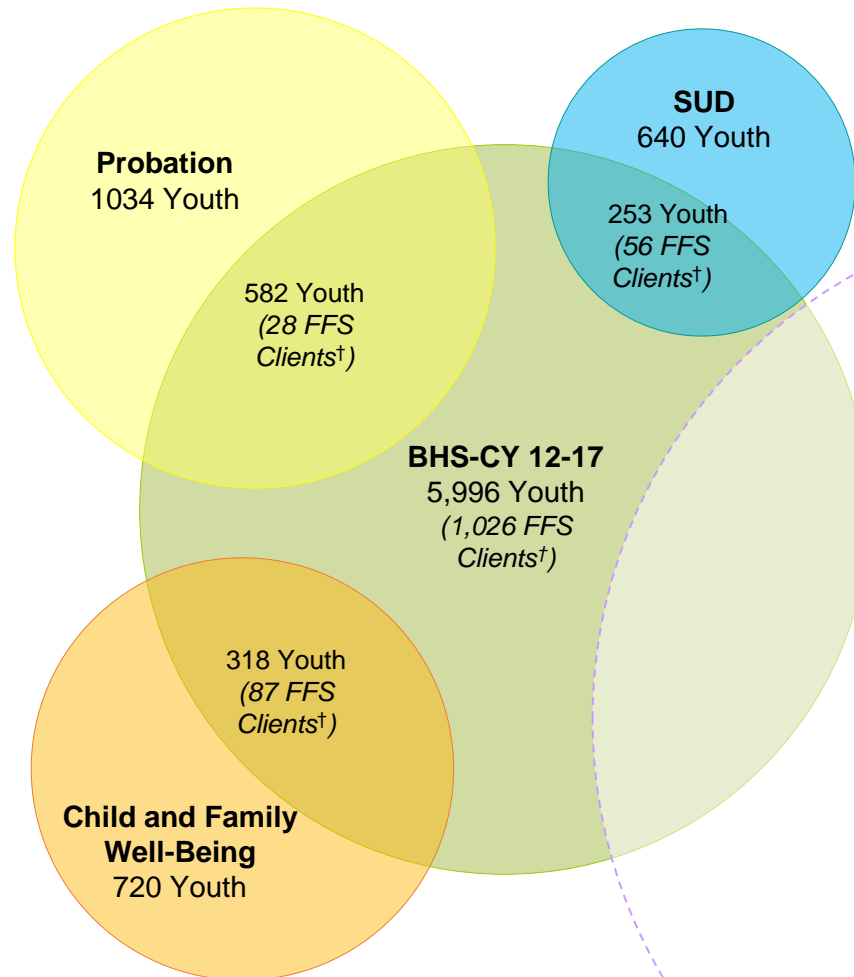 SUD
640 Youth
Probation
1034 Youth
253 Youth
(56 FFS
Clients†)
582 Youth
(28 FFS
Clients†)
BHS-CY 12-17
5,996 Youth
(1,026 FFS
Clients†)
318 Youth
(87 FFS
Clients†)
Child and Family
Well-Being
720 Youth